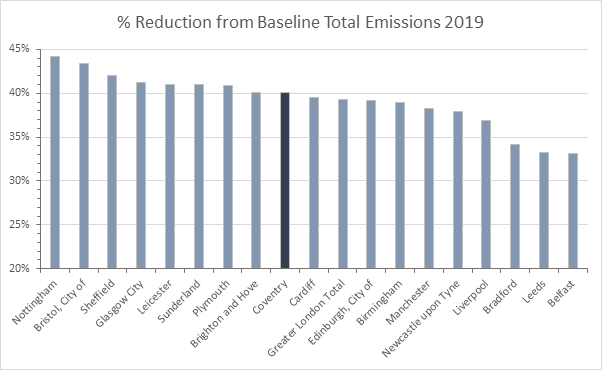 % Reduction from Baseline Total Emissions 2019
45%
40%
35%
30%
25%
20%
Nottingham
Bristol, City of
Sheffield
Glasgow City
Leicester
Sunderland
Plymouth
Brighton and Hove
Coventry
Cardiff
Greater London Total
Edinburgh, City of
Birmingham
Manchester
Newcastle upon Tyne
Liverpool
Bradford
Leeds
Belfast